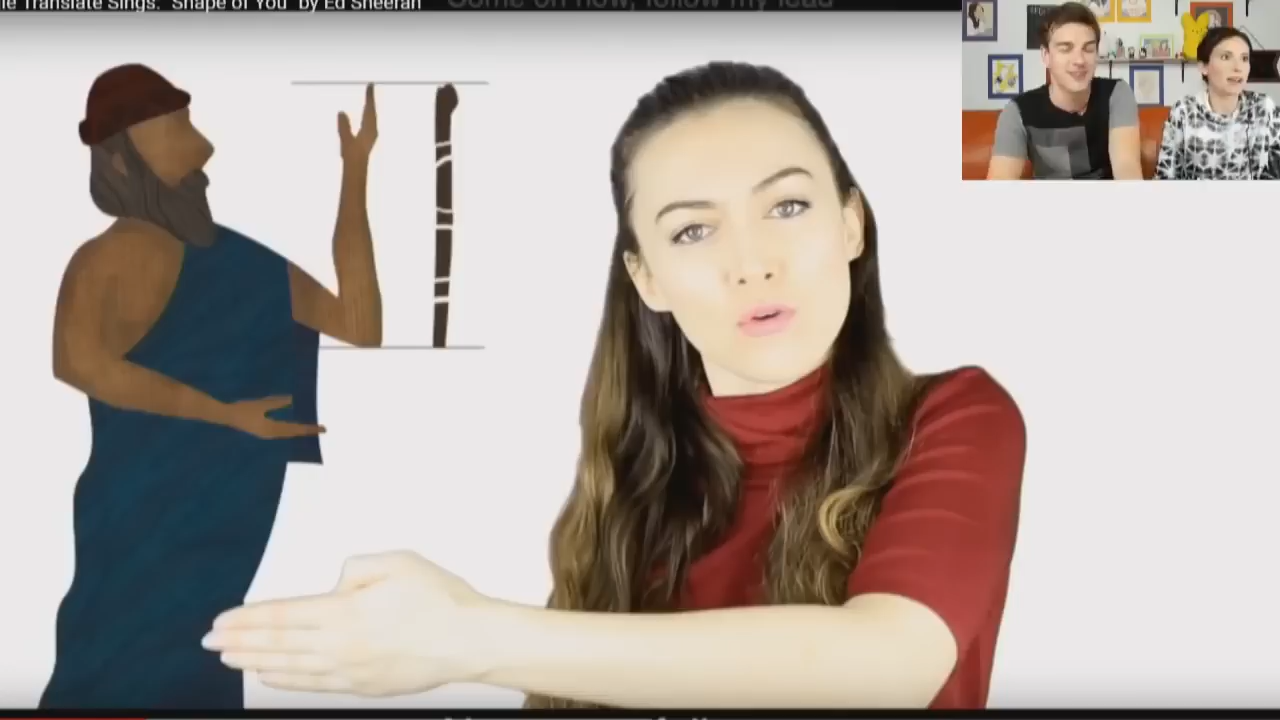 Translate Sings: "Shape of You" by Ed Sheeran
Come on now, follow my lead